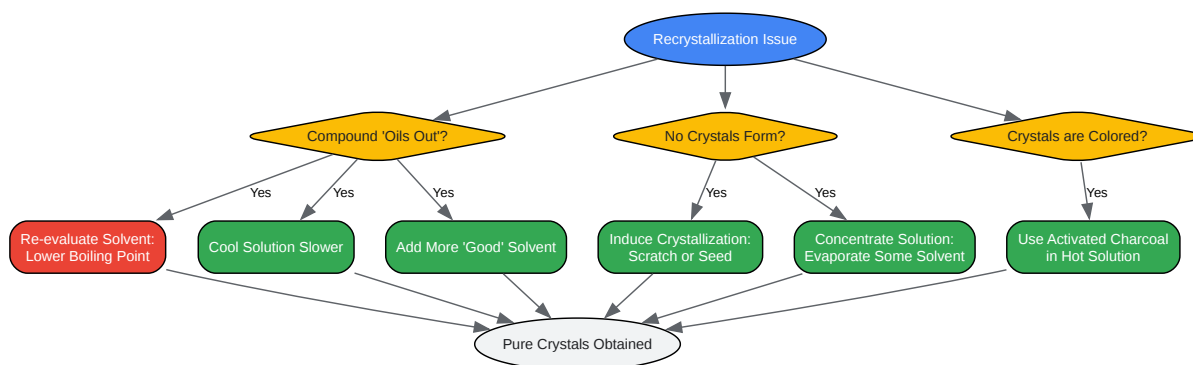 Recrystallization Issue
Compound 'Oils Out'?
No Crystals Form?
Crystals are Colored?
Yes
Yes
Yes
Yes
Yes
Yes
Re-evaluate Solvent:
Lower Boiling Point
Cool Solution Slower
Add More 'Good' Solvent
Induce Crystallization:
Scratch or Seed
Concentrate Solution:
Evaporate Some Solvent
Use Activated Charcoal
in Hot Solution
Pure Crystals Obtained